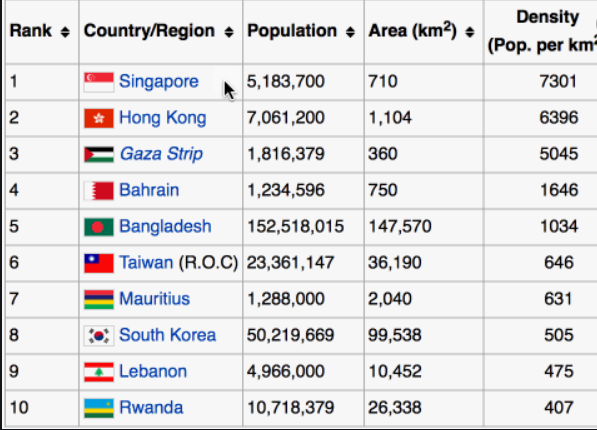 Rank Country/Region Population Area (km²) Density (Pop. per km²
1 Singapore 5,183,700 710 7301
2 Hong Kong 7,061,200 1,104 6396
3 Gaza Strip 1,816,379 360 5045
4 Bahrain 1,234,596 750 1646
5 Bangladesh 152,518,015 147,570 1034
6 Taiwan (R.O.C) 23,361,147 36,190 646
7 Mauritius 1,288,000 2,040 631
8 South Korea 50,219,669 99,538 505
9 Lebanon 4,966,000 10,452 475
10 Rwanda 10,718,379 26,338 407